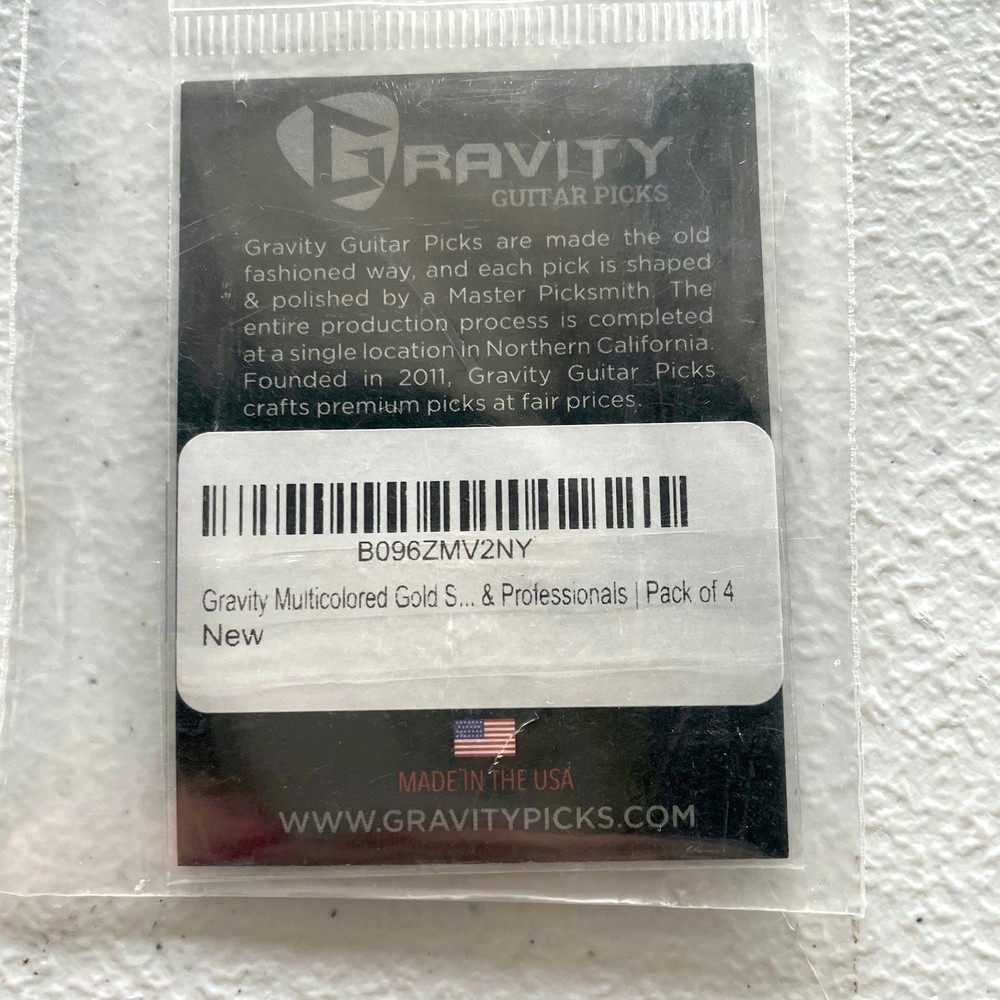 GRAVITY
GUITAR PICKS
Gravity Guitar Picks are made the old
fashioned way, and each pick is shaped
& polished by a Master Picksmith. The
entire production process is completed
at a single location in Northern California.
Founded in 2011, Gravity Guitar Picks
crafts premium picks at fair prices.
B096ZMV2NY
Gravity Multicolored Gold S... & Professionals | Pack of 4
New
MADE IN THE USA
WWW.GRAVITYPICKS.COM